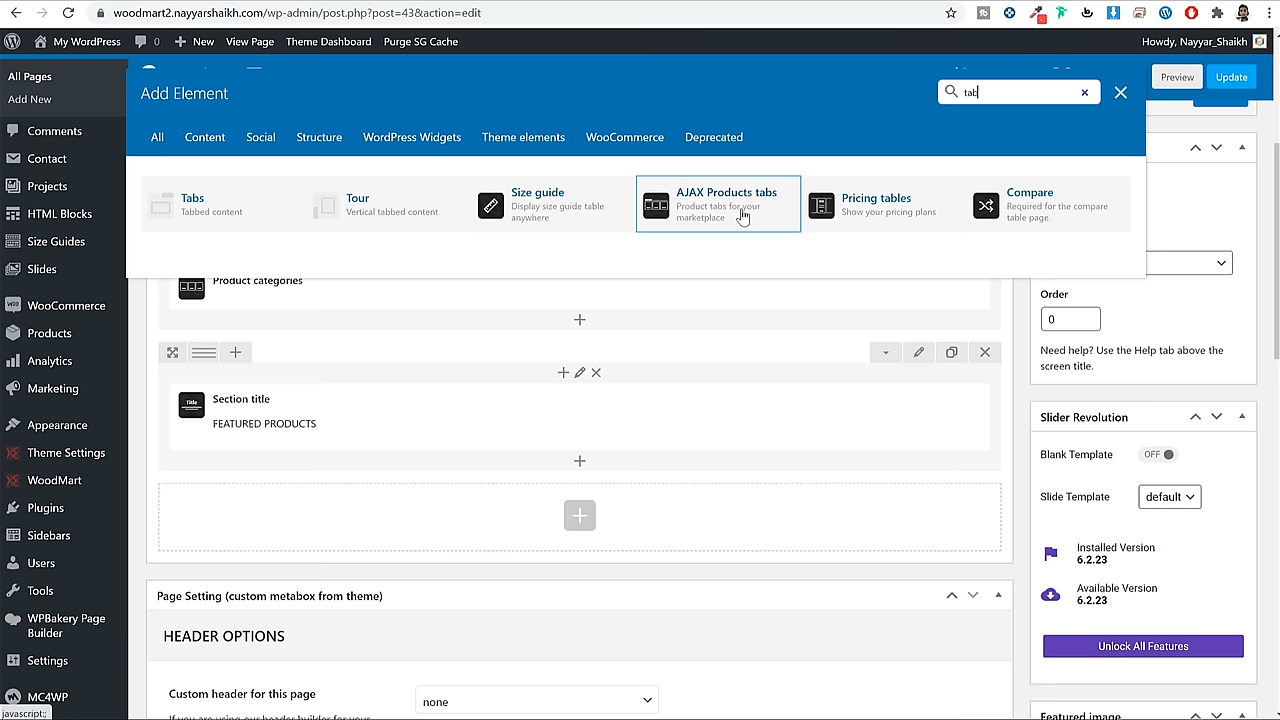 woodmart2.nayyarshaikh.com/wp-admin/post.php?post=43&action=edit
My WordPress
0
New
View Page
Theme Dashboard
Purge SG Cache
Howdy, Nayyar_Shaikh
All Pages
Add New
Comments
Contact
Projects
HTML Blocks
Size Guides
Slides
WooCommerce
Products
Analytics
Marketing
Appearance
Theme Settings
WoodMart
Plugins
Sidebars
Users
Tools
WPBakery Page
Builder
Settings
MC4WP
javascript:;
Add Element
tab
Preview
Update
All
Content
Social
Structure
WordPress Widgets
Theme elements
WooCommerce
Deprecated
Tabs
Tabbed content
Tour
Vertical tabbed content
Size guide
Display size guide table
anywhere
AJAX Products tabs
Product tabs for your
marketplace
Pricing tables
Show your pricing plans
Compare
Required for the compare
table page.
Product categories
Title
Section title
FEATURED PRODUCTS
Page Setting (custom metabox from theme)
HEADER OPTIONS
Custom header for this page
none
Order
0
Need help? Use the Help tab above the
screen title.
Slider Revolution
Blank Template
OFF
Slide Template
default
Installed Version
6.2.23
Available Version
6.2.23
Unlock All Features
Featured image